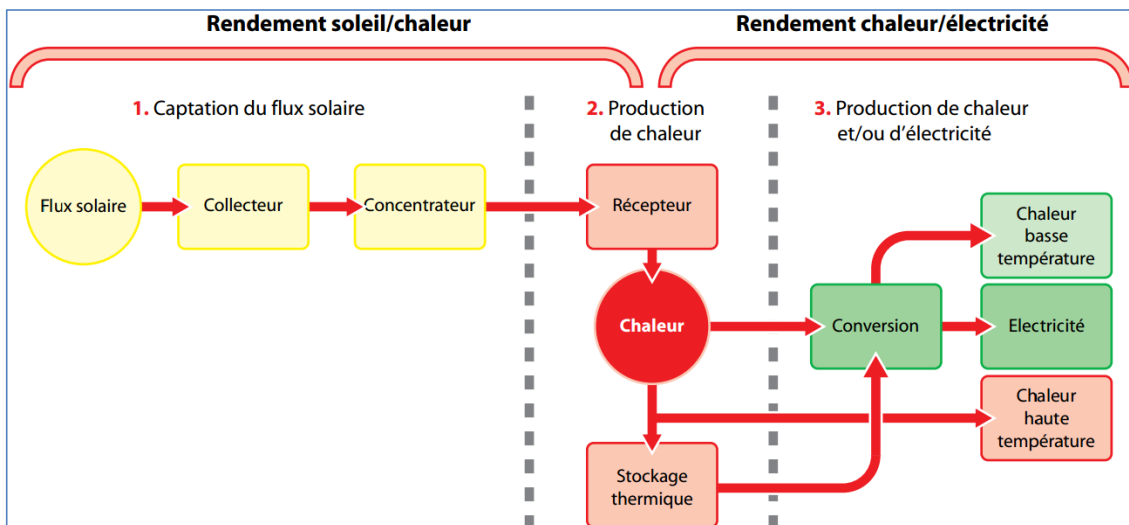 Rendement soleil/chaleur
Rendement chaleur/électricité
1. Captation du flux solaire
2. Production
de chaleur
3. Production de chaleur
et/ou d'électricité
Flux solaire
Collecteur
Concentrateur
Récepteur
Chaleur
basse
température
Chaleur
Conversion
Electricité
Chaleur
haute
température
Stockage
thermique